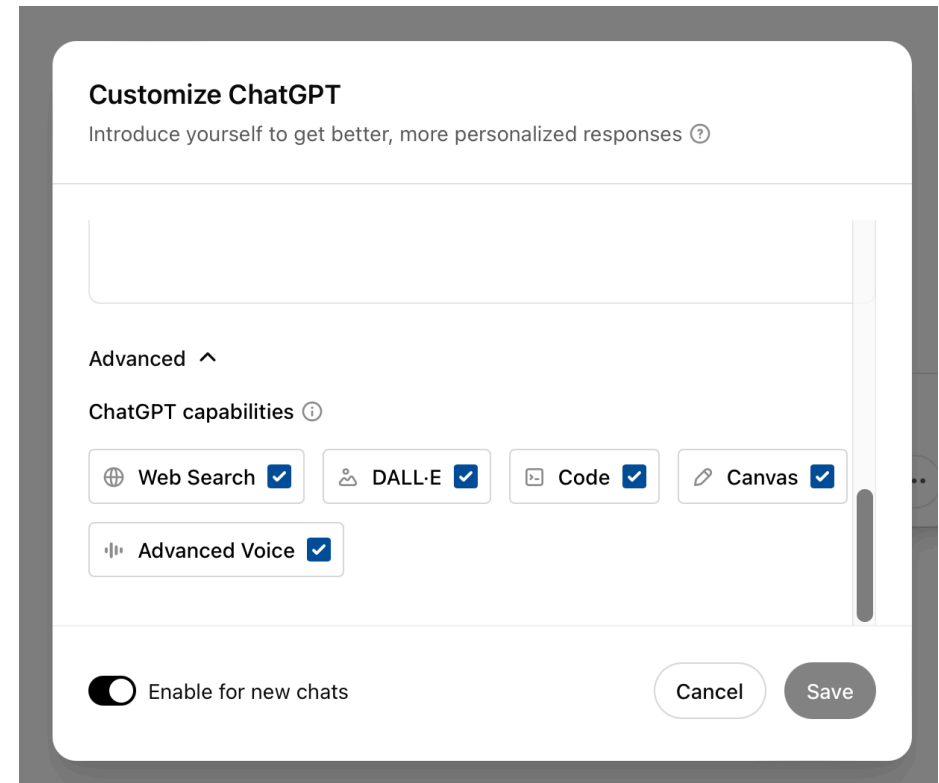 Customize ChatGPT
Introduce yourself to get better, more personalized responses
Advanced
ChatGPT capabilities
Web Search DALL·E Code Canvas
Advanced Voice
Enable for new chats Cancel Save